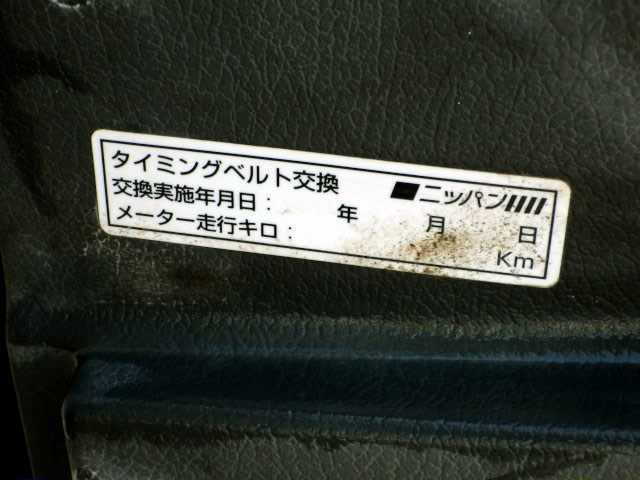 タイミングベルト交換 ニッパン
交換実施年月日： 年 月 日
メーター走行キロ： Km